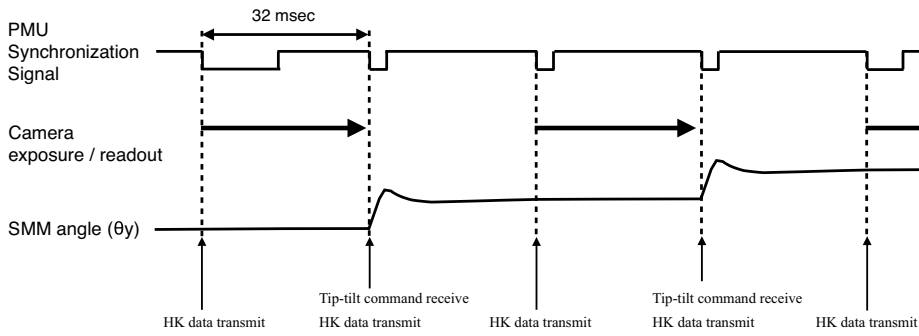 32 msec
PMU
Synchronization
Signal
Camera
exposure / readout
SMM angle (θy)
Tip-tilt command receive
Tip-tilt command receive
HK data transmit
HK data transmit
HK data transmit
HK data transmit
HK data transmit